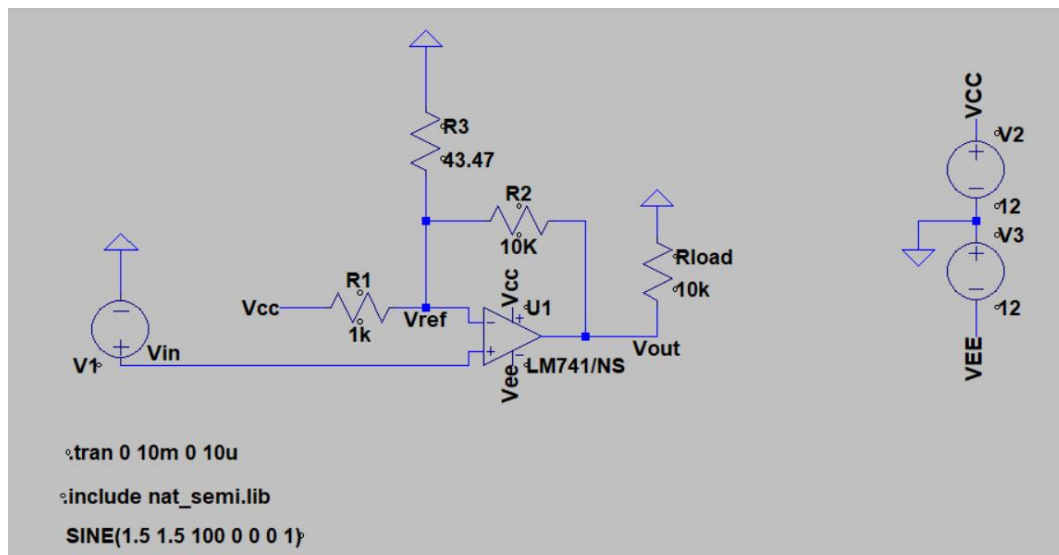 R3
43.47
R2
10K
Rload
10k
R1
1k
Vcc
Vref
Vcc
U1
+
-
+
-
Vee
LM741/NS
Vout
-
+
V1
Vin
VCC
V2
+
-
12
V3
+
-
12
VEE
.tran 0 10m 0 10u
.include nat_semi.lib
SINE(1.5 1.5 100 0 0 0 1)